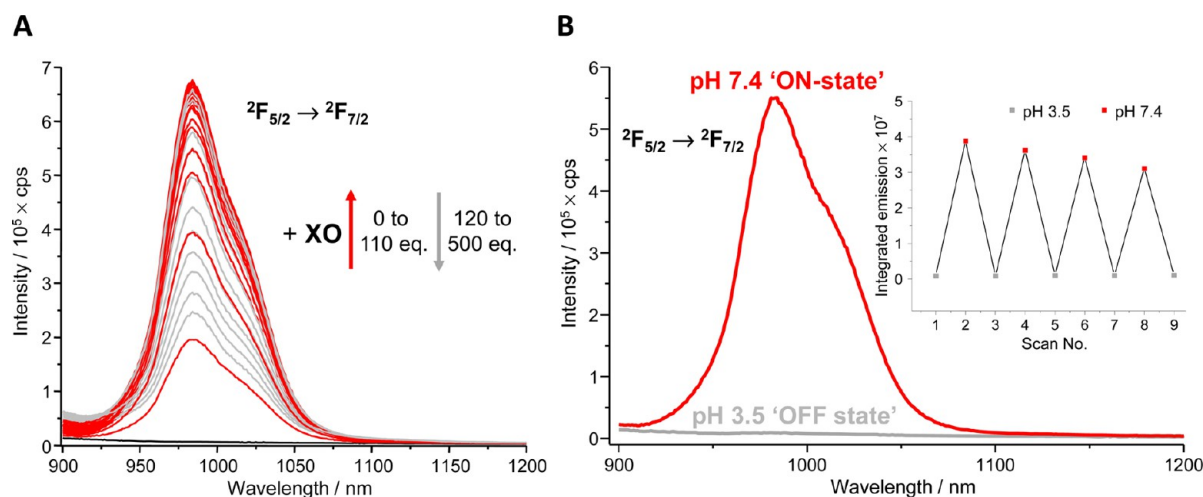 A
7
6
5
4
3
2
1
0
Intensity / 10⁵ × cps
²F₅/₂ → ²F₇/₂
+ XO
0 to
110 eq.
120 to
500 eq.
900 950 1000 1050 1100 1150 1200
Wavelength / nm
B
6
5
4
3
2
1
0
Intensity / 10⁵ × cps
pH 7.4 ‘ON-state’
²F₅/₂ → ²F₇/₂
pH 3.5 ‘OFF state’
900 1000 1100 1200
Wavelength / nm
pH 3.5 pH 7.4
5
4
3
2
1
0
Integrated emission × 10⁷
1 2 3 4 5 6 7 8 9
Scan No.